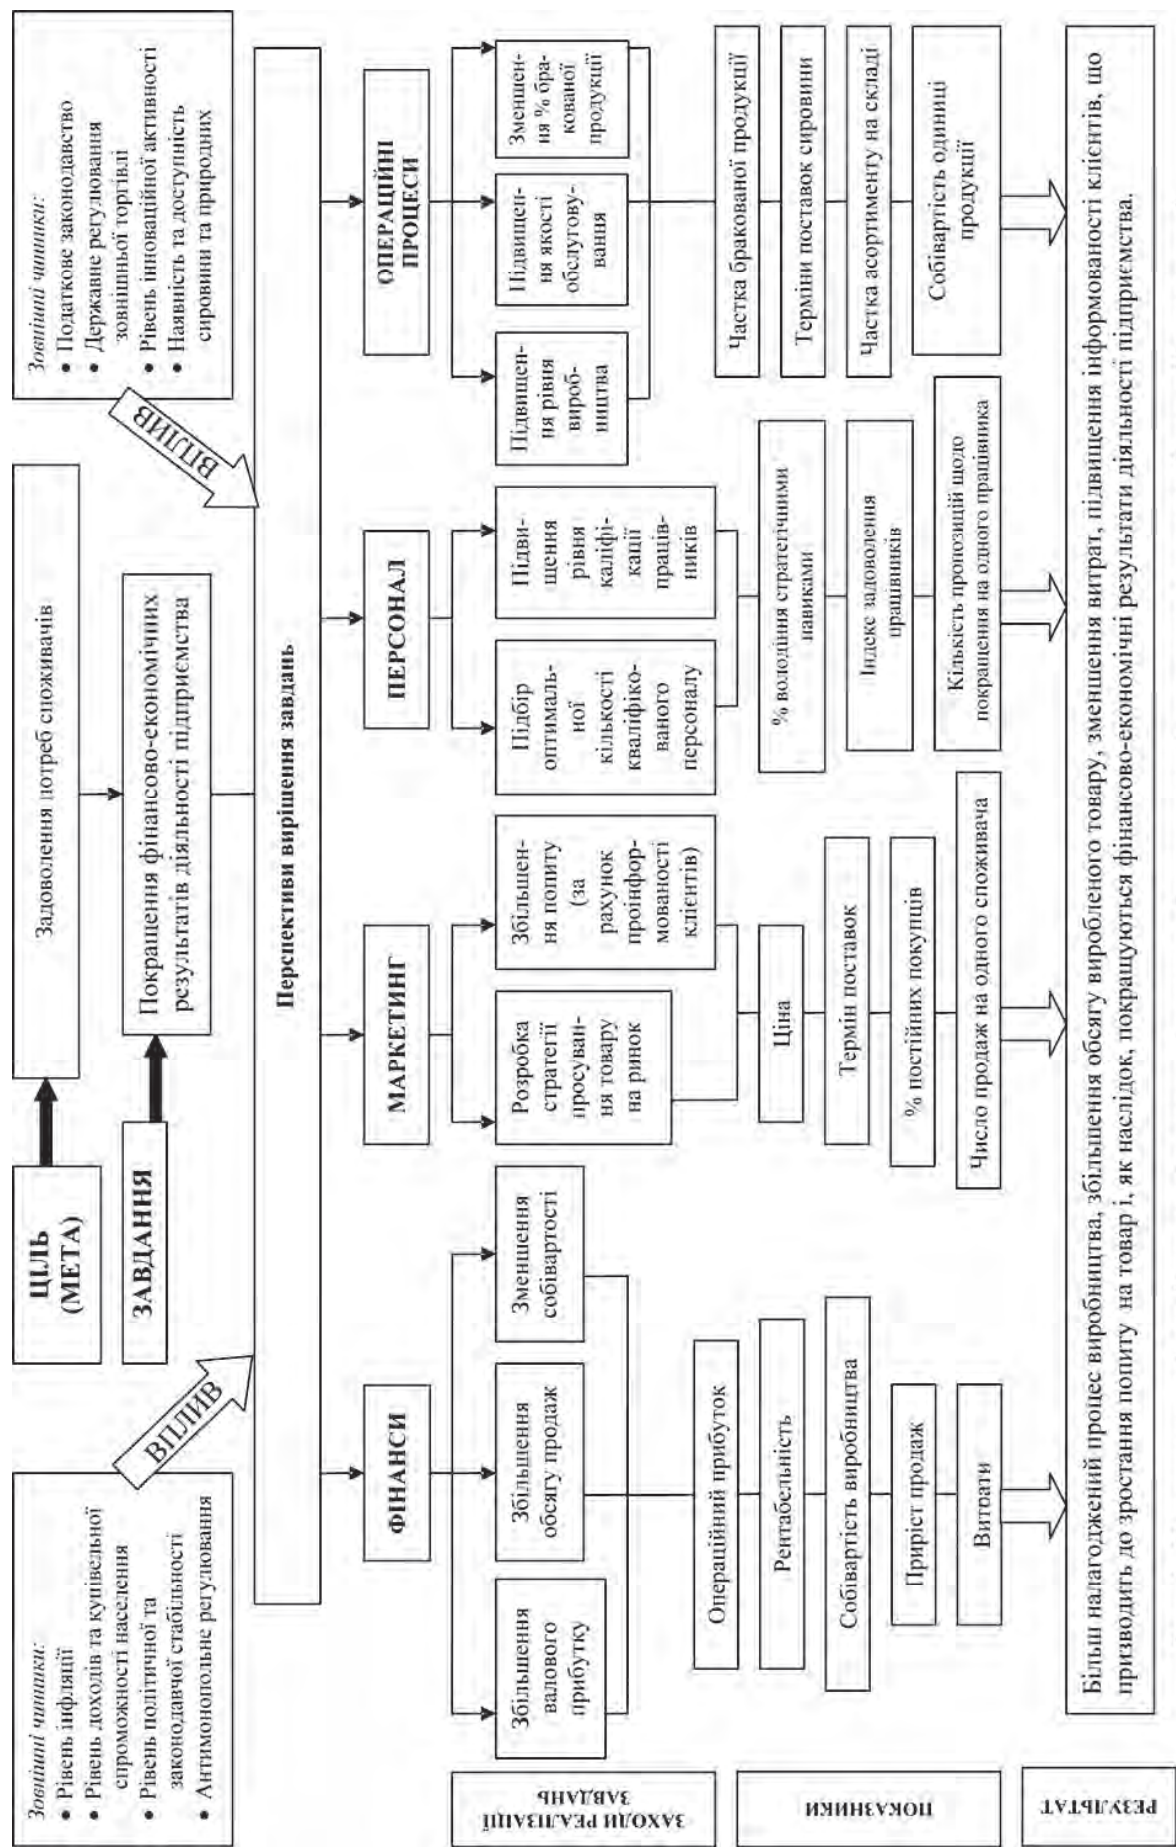 Зовнішні чинники:
• Рівень інфляції
• Рівень доходів та купівельної
спроможності населення
• Рівень політичної та
законодавчої стабільності
• Антимонопольне регулювання
ВПЛИВ
ЦІЛЬ
(МЕТА)
Задоволення потреб споживачів
ЗАВДАННЯ
Покращення фінансово-економічних
результатів діяльності підприємства
Зовнішні чинники:
• Податкове законодавство
• Державне регулювання
зовнішньої торгівлі
• Рівень інноваційної активності
• Наявність та доступність
сировини та природних
ВПЛИВ
Перспективи вирішення завдань
ФІНАНСИ
МАРКЕТИНГ
ПЕРСОНАЛ
ОПЕРАЦІЙНІ
ПРОЦЕСИ
ЗАХОДИ РЕАЛІЗАЦІЇ
ЗАВДАНЬ
Збільшення
валового
прибутку
Збільшення
обсягу продаж
Зменшення
собівартості
Розробка
стратегії
просуван-
ня товару
на ринок
Збільшен-
ня попиту
(за
рахунок
проінфор-
мованості
клієнтів)
Підбір
оптималь-
ної
кількості
кваліфіко-
ваного
персоналу
Підви-
щення
рівня
каліфі-
кації
праців-
ників
Підвищен-
ня рівня
вироб-
ництва
Підвищен-
ня якості
обслугову-
вання
Зменшен-
ня % бра-
кованої
продукції
ПОКАЗНИКИ
Операційний прибуток
Рентабельність
Собівартість виробництва
Приріст продаж
Витоати
Ціна
Термін поставок
% постійних покупців
Число продаж на одного споживача
% володіння стратегічними
навиками
Індекс задоволення
працівників
Кількість пропозицій щодо
покращення на одного працівника
Частка бракованої продукції
Терміни поставок сировини
Частка асортименту на складі
Собівартість одиниці
продукції
РЕЗУЛЬТАТ
Більш налагоджений процес виробництва, збільшення обсягу виробленого товару, зменшення витрат, підвищення інформованості клієнтів, що
призводить до зростання попиту на товар і, як наслідок, покращуються фінансово-економічні результати діяльності підприємства.